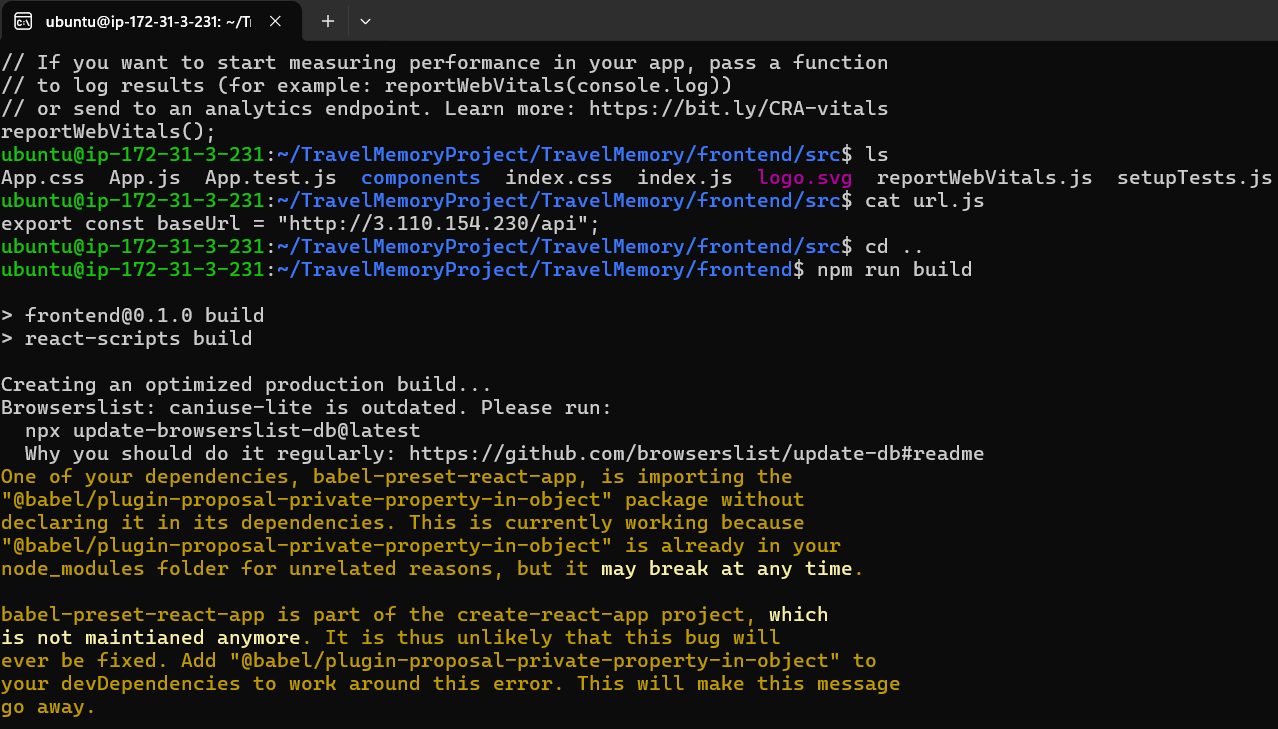 ubuntu@ip-172-31-3-231: ~/T
// If you want to start measuring performance in your app, pass a function
// to log results (for example: reportWebVitals(console.log))
// or send to an analytics endpoint. Learn more: https://bit.ly/CRA-vitals
reportWebVitals();
ubuntu@ip-172-31-3-231:~/TravelMemoryProject/TravelMemory/frontend/src$ ls
App.css  App.js  App.test.js  components  index.css  index.js  logo.svg  reportWebVitals.js  setupTests.js
ubuntu@ip-172-31-3-231:~/TravelMemoryProject/TravelMemory/frontend/src$ cat url.js
export const baseUrl = "http://3.110.154.230/api";
ubuntu@ip-172-31-3-231:~/TravelMemoryProject/TravelMemory/frontend/src$ cd ..
ubuntu@ip-172-31-3-231:~/TravelMemoryProject/TravelMemory/frontend$ npm run build
> frontend@0.1.0 build
> react-scripts build
Creating an optimized production build...
Browserslist: caniuse-lite is outdated. Please run:
  npx update-browserslist-db@latest
  Why you should do it regularly: https://github.com/browserslist/update-db#readme
One of your dependencies, babel-preset-react-app, is importing the
"@babel/plugin-proposal-private-property-in-object" package without
declaring it in its dependencies. This is currently working because
"@babel/plugin-proposal-private-property-in-object" is already in your
node_modules folder for unrelated reasons, but it may break at any time.
babel-preset-react-app is part of the create-react-app project, which
is not maintianed anymore. It is thus unlikely that this bug will
ever be fixed. Add "@babel/plugin-proposal-private-property-in-object" to
your devDependencies to work around this error. This will make this message
go away.